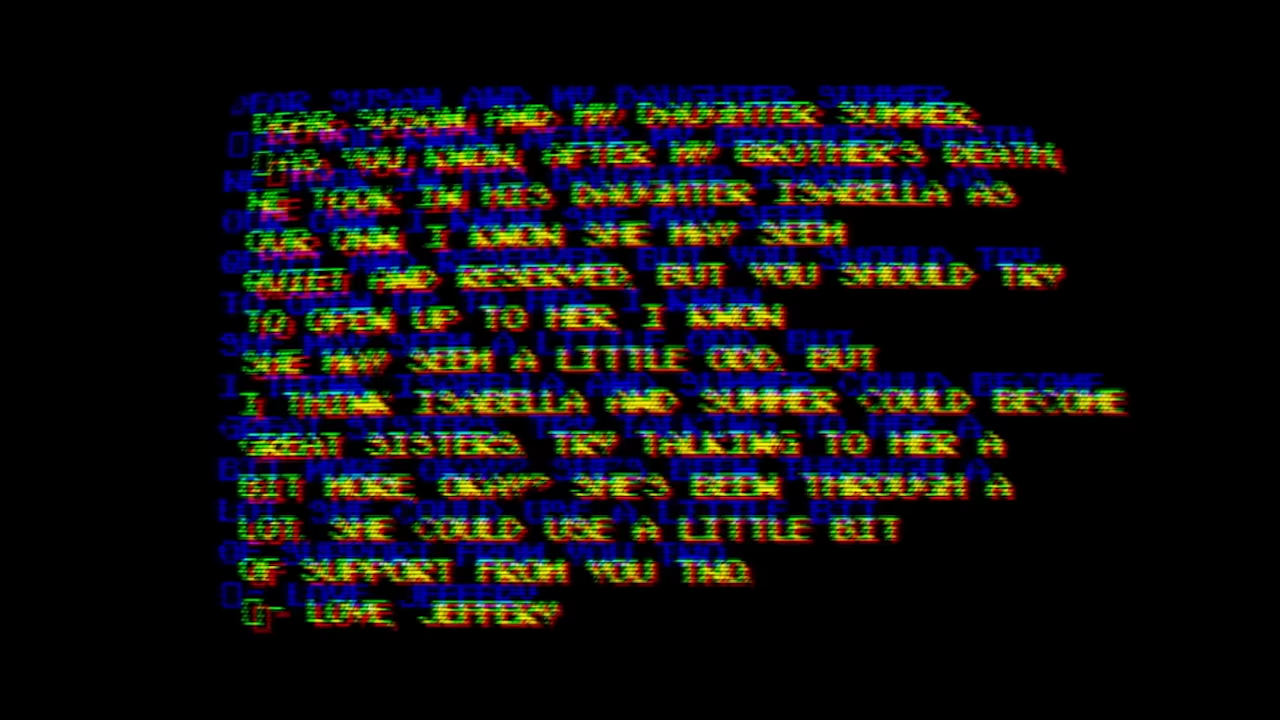 DEAR SUSAN AND MY DAUGHTER SUMMER,
AS YOU KNOW, AFTER MY BROTHER'S DEATH,
WE TOOK IN HIS DAUGHTER ISABELLA AS
OUR OWN, I KNOW SHE MAY SEEM
QUIET AND RESERVED, BUT YOU SHOULD TRY
TO OPEN UP TO HER I KNOW
SHE MAY SEEM A LITTLE ODD, BUT
I THINK ISABELLA AND SUMMER COULD BECOME
GREAT SISTERS, TRY TALKING TO HER A
BIT MORE, OKAY? SHE'S BEEN THROUGH A
LOT, SHE COULD USE A LITTLE BIT
OF SUPPORT FROM YOU TWO.
- LOVE, JEFFERY